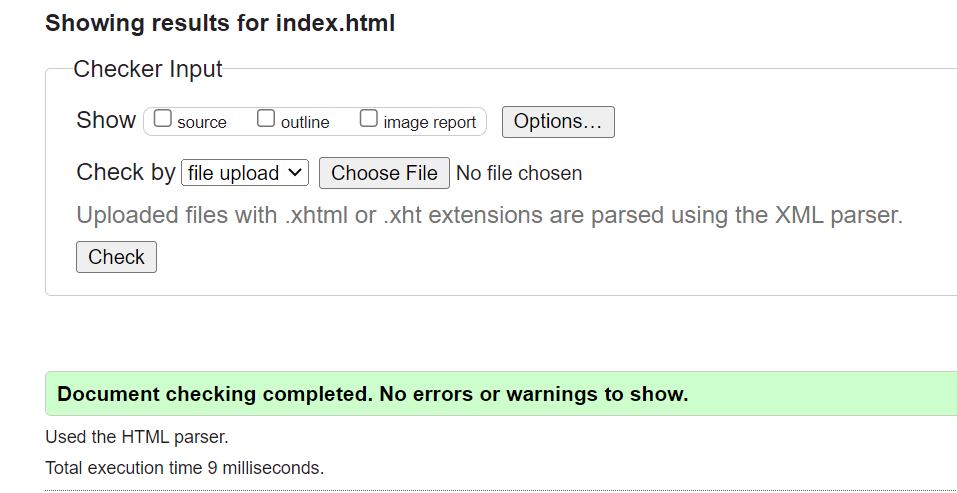 Showing results for index.html
Checker Input
Show source outline image report Options…
Check by file upload Choose File No file chosen
Uploaded files with .xhtml or .xht extensions are parsed using the XML parser.
Check
Document checking completed. No errors or warnings to show.
Used the HTML parser.
Total execution time 9 milliseconds.